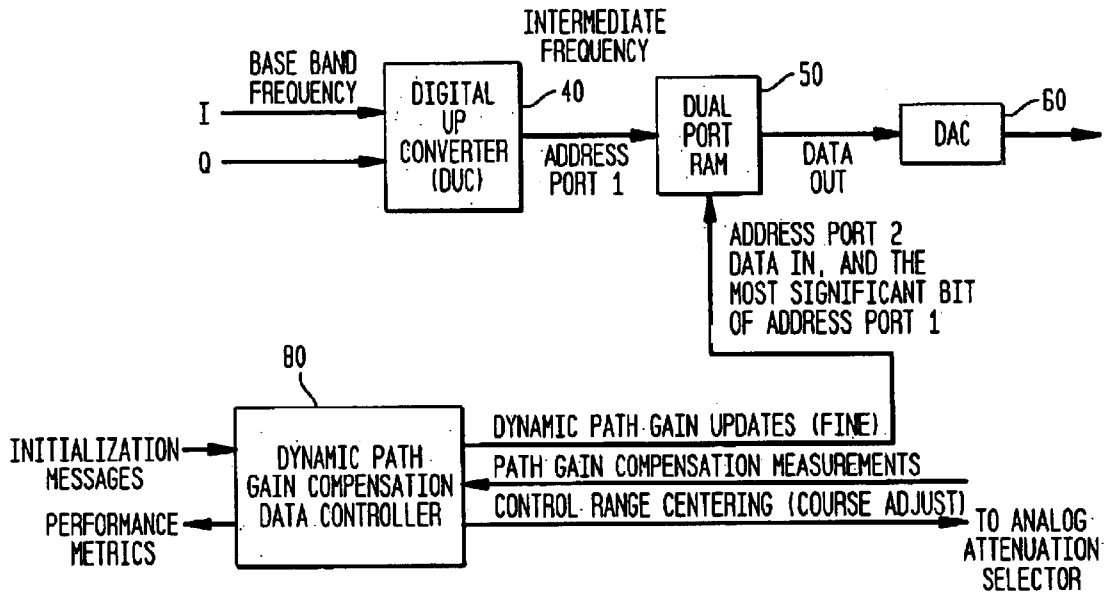 INTERMEDIATE
FREQUENCY
BASE BAND
FREQUENCY
I
Q
DIGITAL
UP
CONVERTER
(DUC)
40
ADDRESS
PORT 1
DUAL
PORT
RAM
50
DATA
OUT
DAC
60
ADDRESS PORT 2
DATA IN, AND THE
MOST SIGNIFICANT BIT
OF ADDRESS PORT 1
80
INITIALIZATION
MESSAGES
PERFORMANCE
METRICS
DYNAMIC PATH
GAIN COMPENSATION
DATA CONTROLLER
DYNAMIC PATH GAIN UPDATES (FINE)
PATH GAIN COMPENSATION MEASUREMENTS
CONTROL RANGE CENTERING (COURSE ADJUST)
TO ANALOG
ATTENUATION
SELECTOR